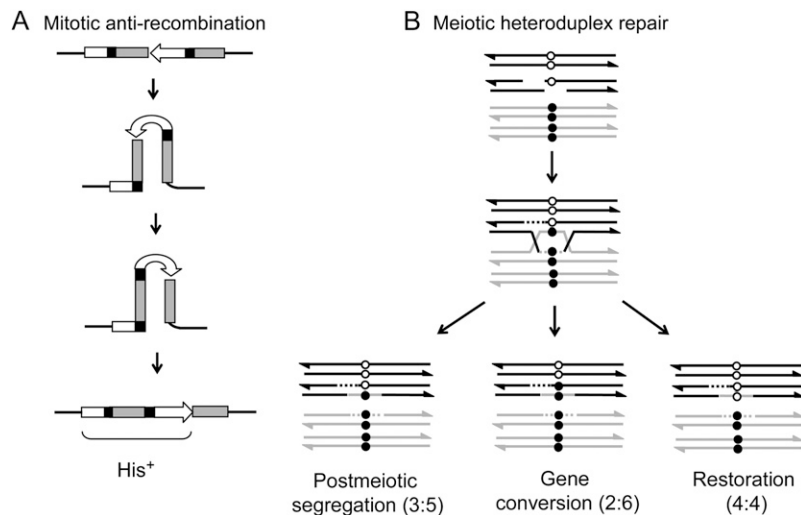 A Mitotic anti-recombination
His⁺
B Meiotic heteroduplex repair
Postmeiotic
segregation (3:5)
Gene
conversion (2:6)
Restoration
(4:4)